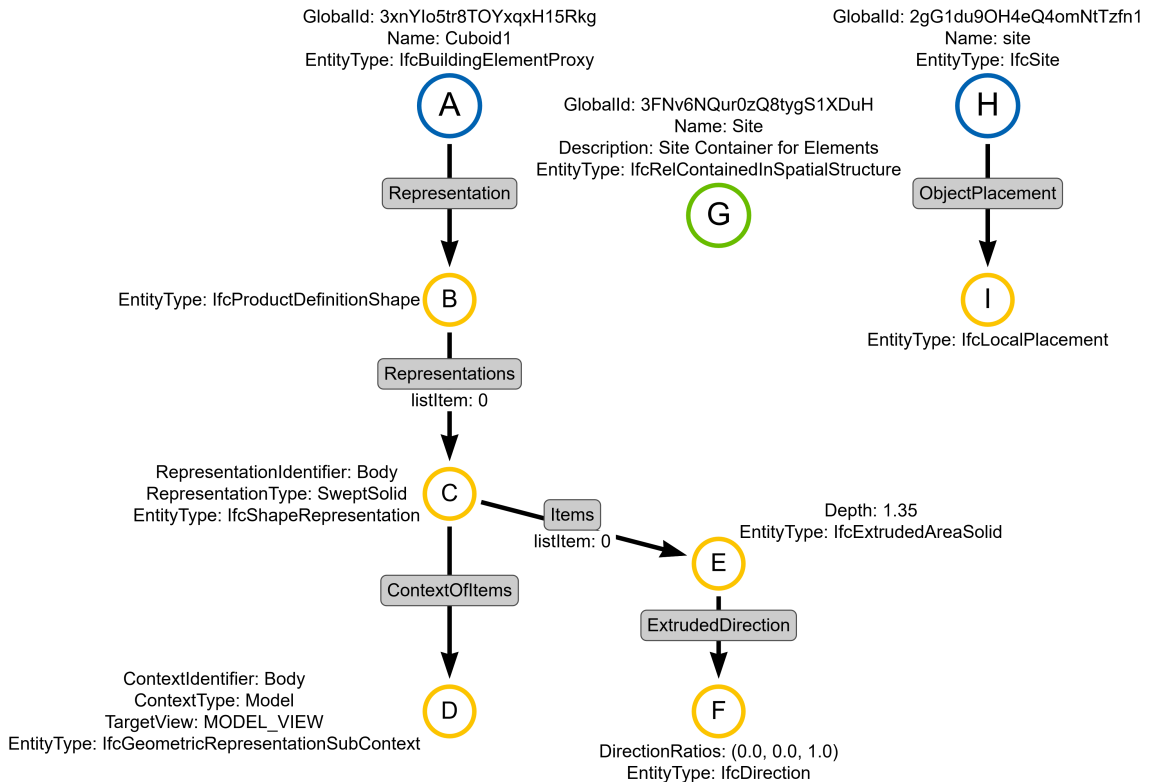 GlobalId: 3xnYIo5tr8TOYxqxH15Rkg
Name: Cuboid1
EntityType: IfcBuildingElementProxy
A
GlobalId: 2gG1du9OH4eQ4omNtTzfn1
Name: site
EntityType: IfcSite
H
GlobalId: 3FNv6NQur0zQ8tygS1XDuH
Name: Site
Description: Site Container for Elements
EntityType: IfcRelContainedInSpatialStructure
G
Representation
ObjectPlacement
EntityType: IfcProductDefinitionShape
B
I
EntityType: IfcLocalPlacement
Representations
listItem: 0
RepresentationIdentifier: Body
RepresentationType: SweptSolid
EntityType: IfcShapeRepresentation
C
Items
listItem: 0
Depth: 1.35
EntityType: IfcExtrudedAreaSolid
E
ContextOfItems
ExtrudedDirection
ContextIdentifier: Body
ContextType: Model
TargetView: MODEL_VIEW
EntityType: IfcGeometricRepresentationSubContext
D
F
DirectionRatios: (0.0, 0.0, 1.0)
EntityType: IfcDirection